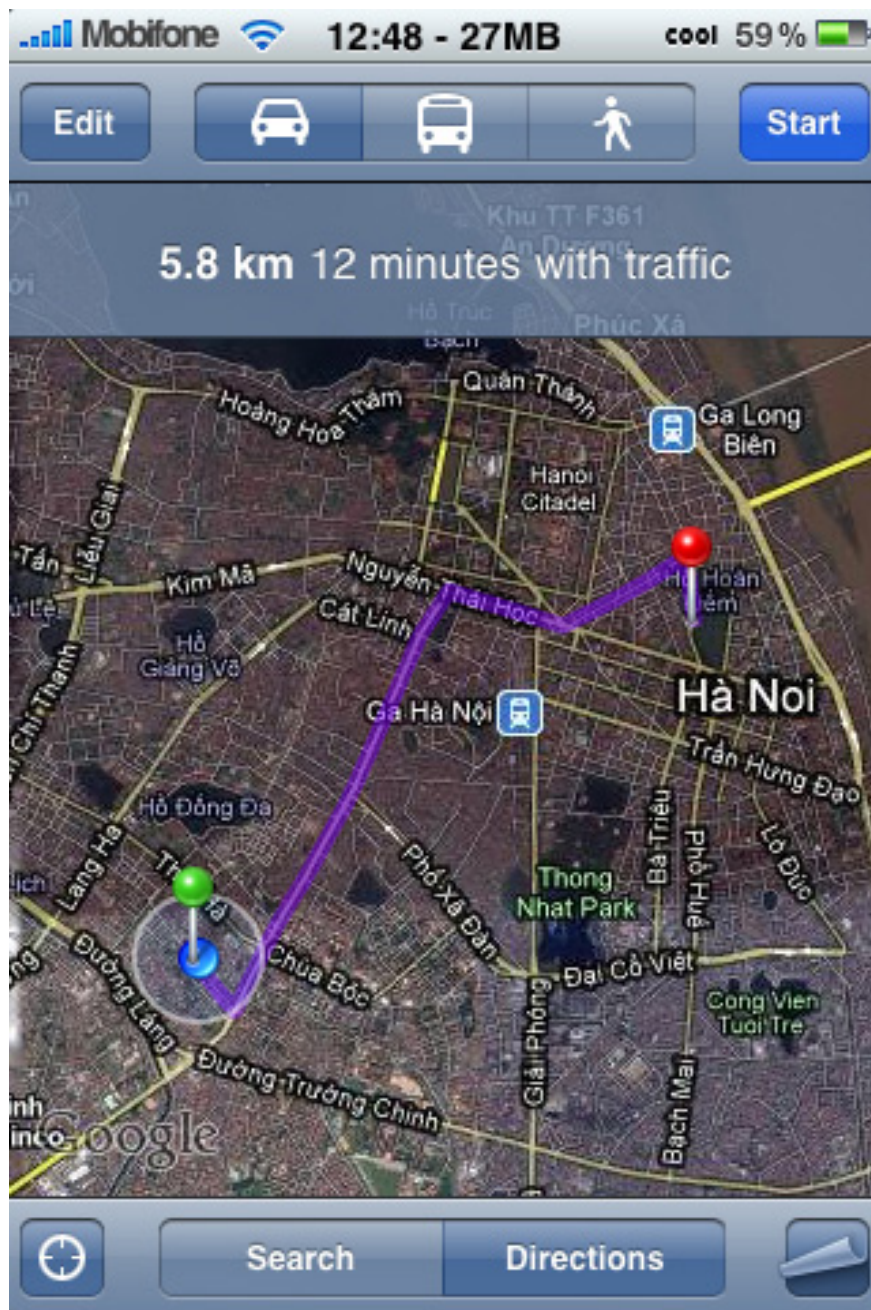 Mobifone 12:48 - 27MB cool 59%
Edit
Start
Khu TT F361
An Dương
5.8 km 12 minutes with traffic
Hồ Trúc
Bạch
Phúc Xá
Quán Thánh
Hoàng Hoa Thám
Ga Long
Biên
Hanoi
Citadel
Liễu Giai
Kim Mã
Nguyễn Thái Học
Cát Linh
Hồ
Giảng Võ
Hà Noi
Ga Hà Nội
Trần Hưng Đạo
Hồ Đống Đa
Bà Triệu
Phố Huế
Lò Đúc
Láng Hạ
Phố Xã Đàn
Thong
Nhat Park
Chùa Bộc
Đại Cồ Việt
Đường Láng
Cong Vien
Tuoi Tre
Giải Phóng
Đường Trường Chinh
Bạch Mai
Google
Search
Directions